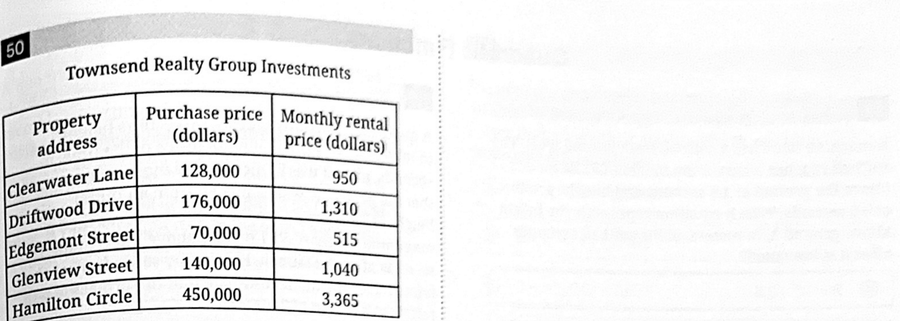 50
Townsend Realty Group Investments
Property address
Purchase price (dollars)
Monthly rental price (dollars)
Clearwater Lane 128,000 950
Driftwood Drive 176,000 1,310
Edgemont Street 70,000 515
Glenview Street 140,000 1,040
Hamilton Circle 450,000 3,365